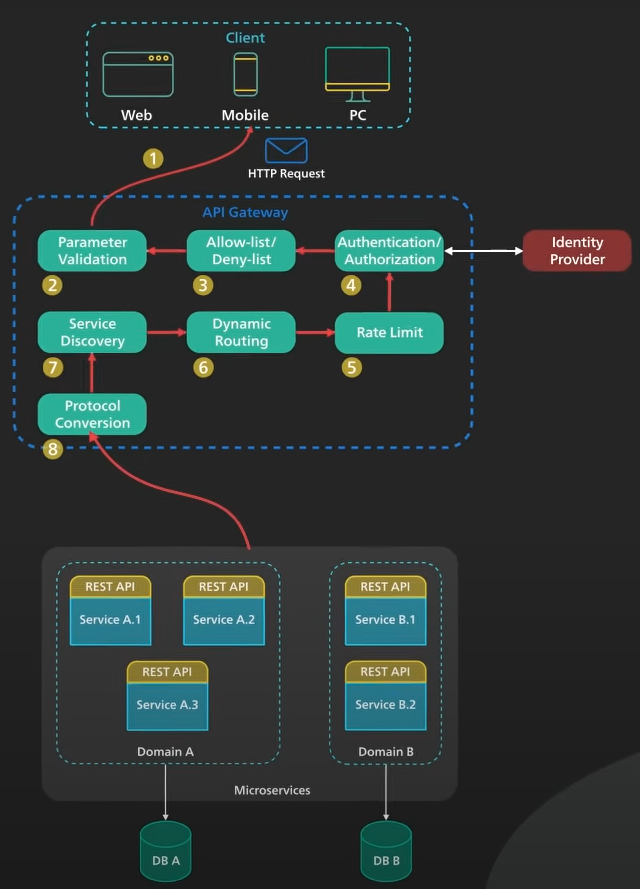 Client
Web
Mobile
PC
1
HTTP Request
API Gateway
Parameter
Validation
Allow-list/
Deny-list
Authentication/
Authorization
Identity
Provider
2
3
4
Service
Discovery
Dynamic
Routing
Rate Limit
7
6
5
Protocol
Conversion
8
REST API
Service A.1
REST API
Service A.2
REST API
Service B.1
REST API
Service A.3
REST API
Service B.2
Domain A
Domain B
Microservices
DB A
DB B